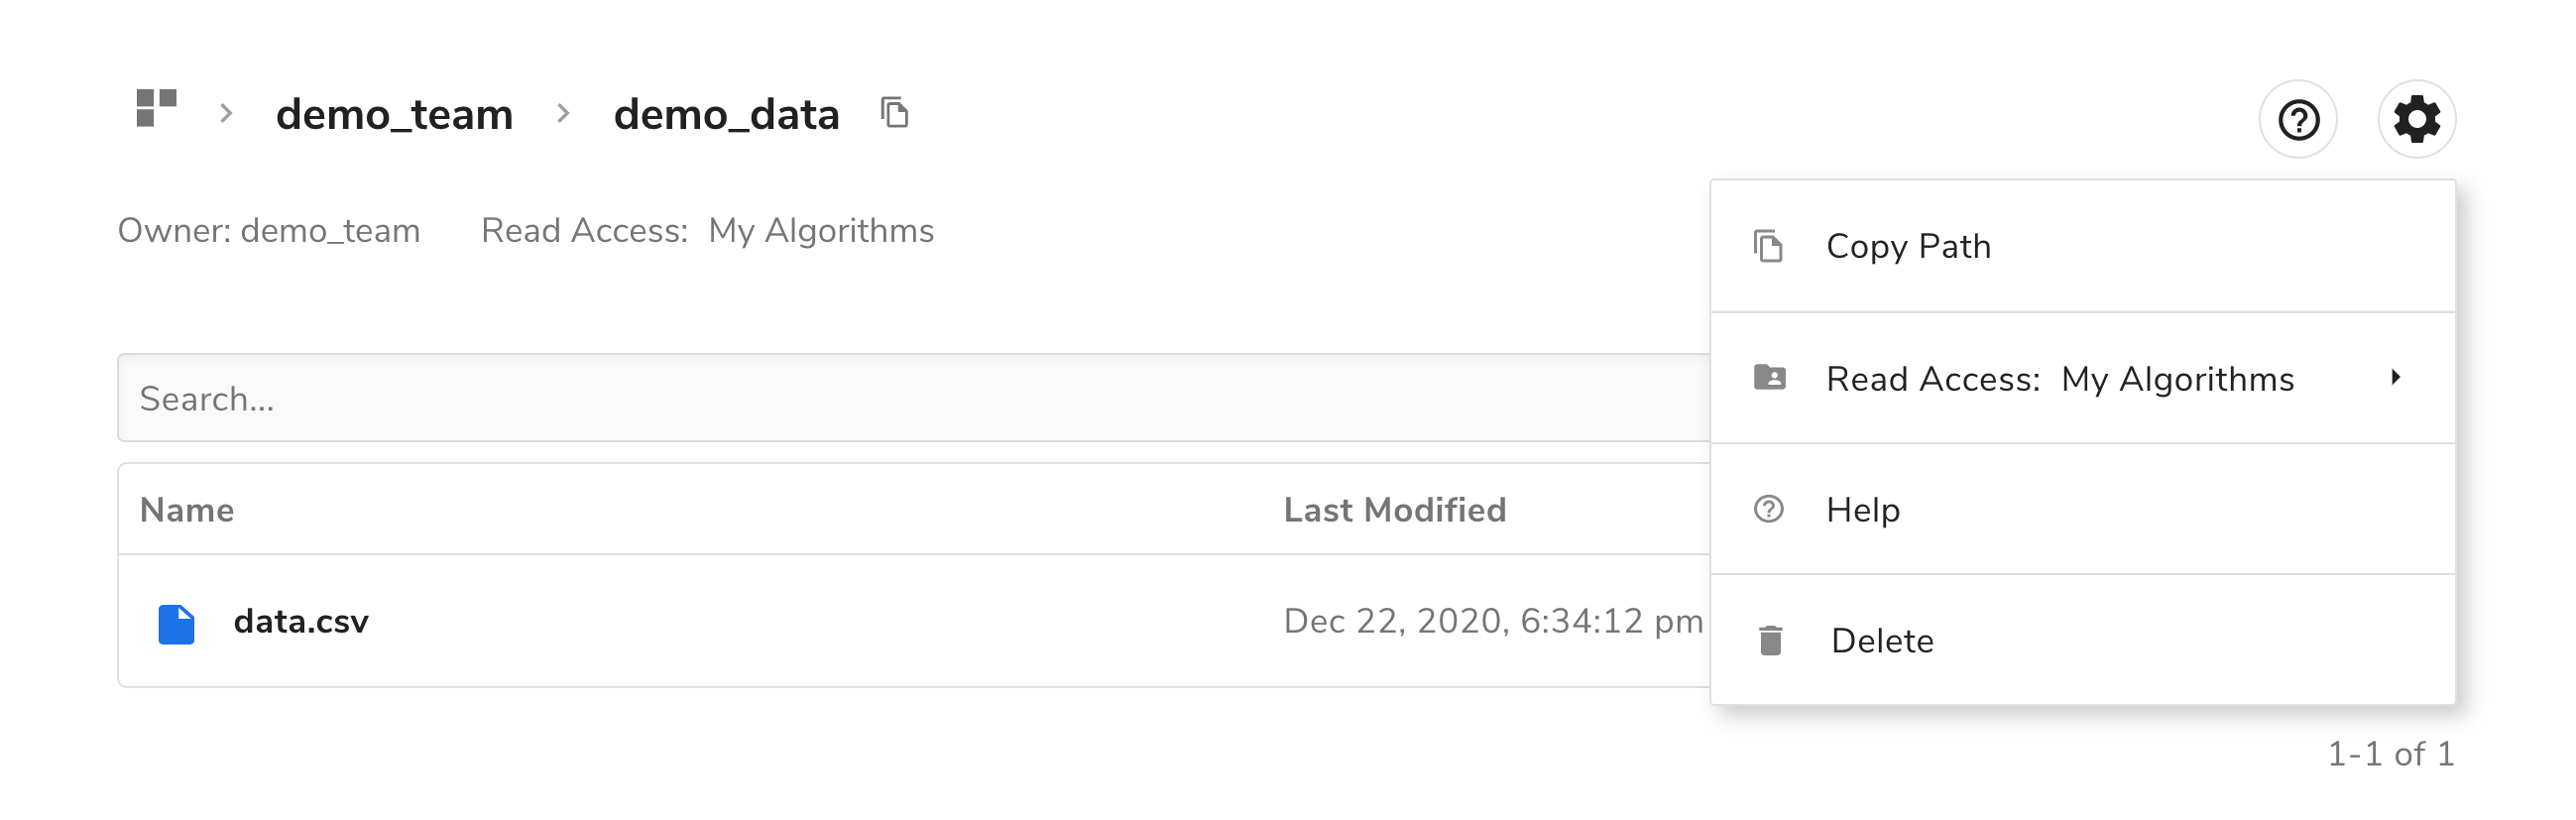 demo_team > demo_data
Owner: demo_team Read Access: My Algorithms
Search...
Name Last Modified
data.csv Dec 22, 2020, 6:34:12 pm
Copy Path
Read Access: My Algorithms
Help
Delete
1-1 of 1